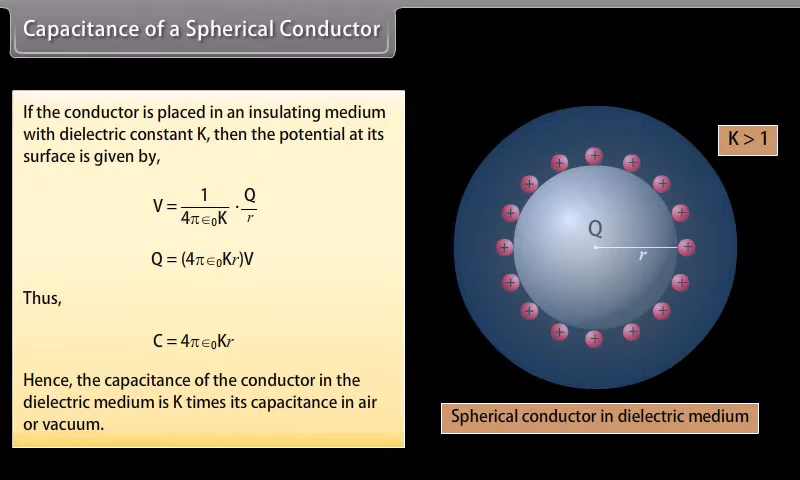 Capacitance of a Spherical Conductor
If the conductor is placed in an insulating medium
with dielectric constant K, then the potential at its
surface is given by,
V = 1/(4π∈₀K) · Q/r
Q = (4π∈₀Kr)V
Thus,
C = 4π∈₀Kr
Hence, the capacitance of the conductor in the
dielectric medium is K times its capacitance in air
or vacuum.
K > 1
+ + + + + + + + + + + + + + + +
Q
r
Spherical conductor in dielectric medium